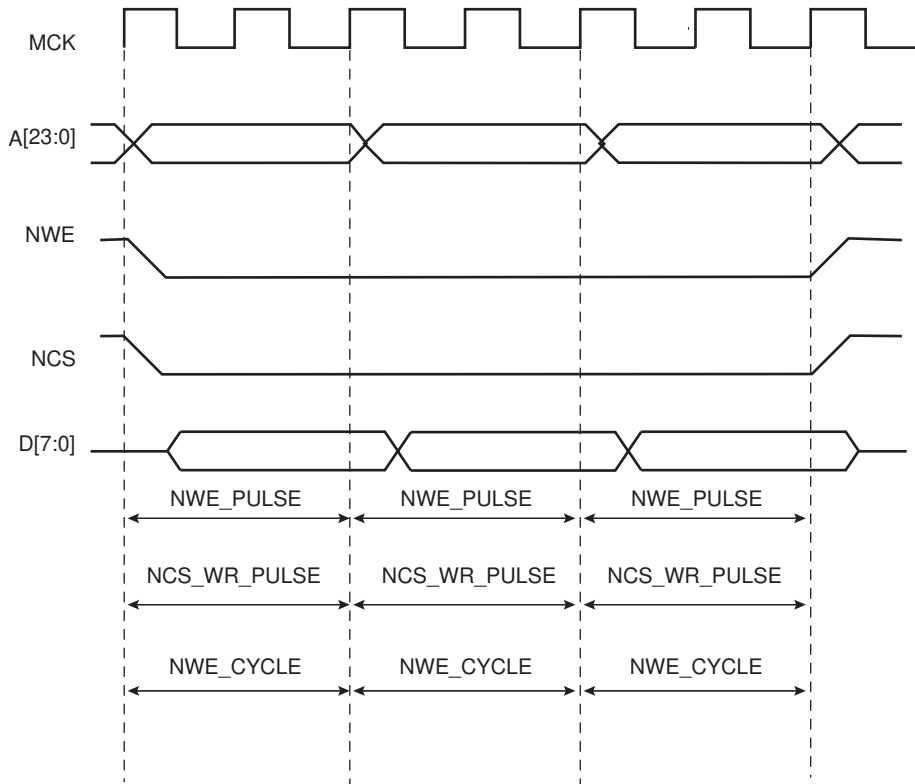 MCK
A[23:0]
NWE
NCS
D[7:0]
NWE_PULSE NWE_PULSE NWE_PULSE
NCS_WR_PULSE NCS_WR_PULSE NCS_WR_PULSE
NWE_CYCLE NWE_CYCLE NWE_CYCLE